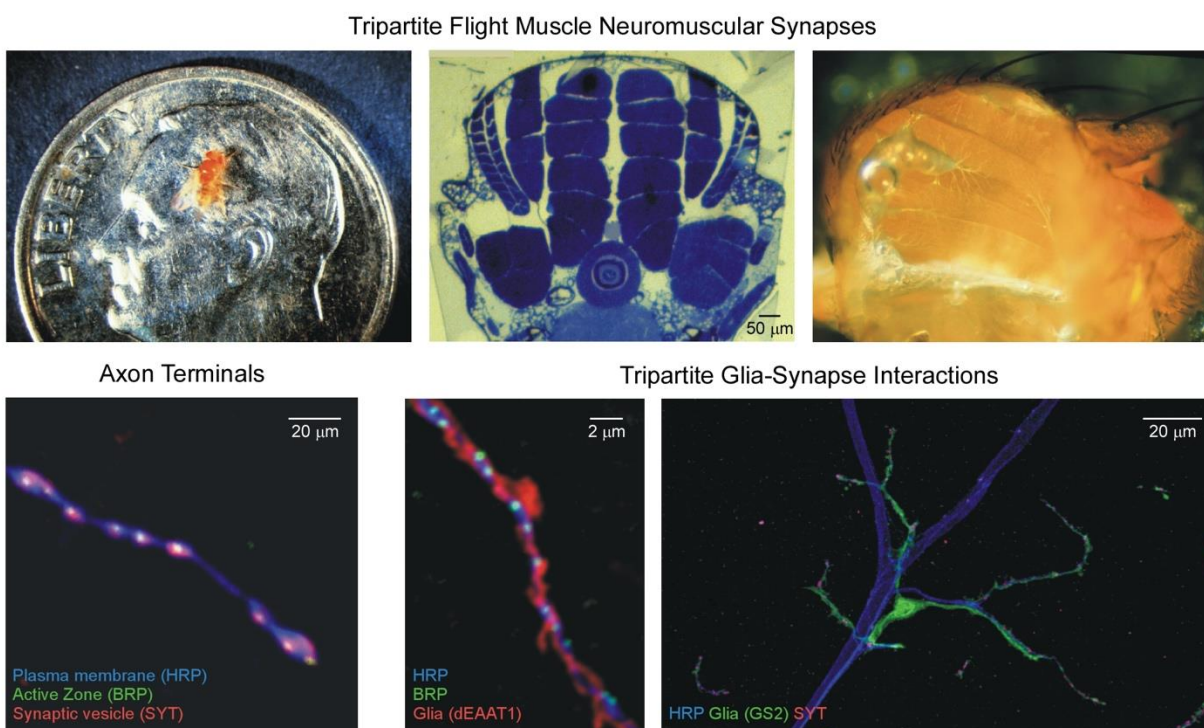 Tripartite Flight Muscle Neuromuscular Synapses
LIBERTY
50 μm
Axon Terminals
Tripartite Glia-Synapse Interactions
20 μm
Plasma membrane (HRP)
Active Zone (BRP)
Synaptic vesicle (SYT)
2 μm
HRP
BRP
Glia (dEAAT1)
20 μm
HRP Glia (GS2) SYT